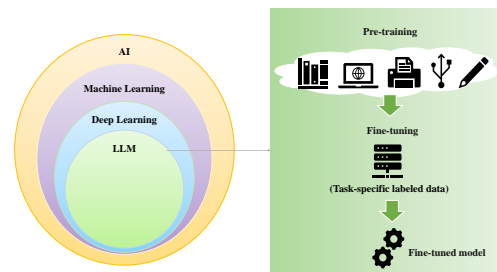 AI
Machine Learning
Deep Learning
LLM
Pre-training
Fine-tuning
(Task-specific labeled data)
Fine-tuned model